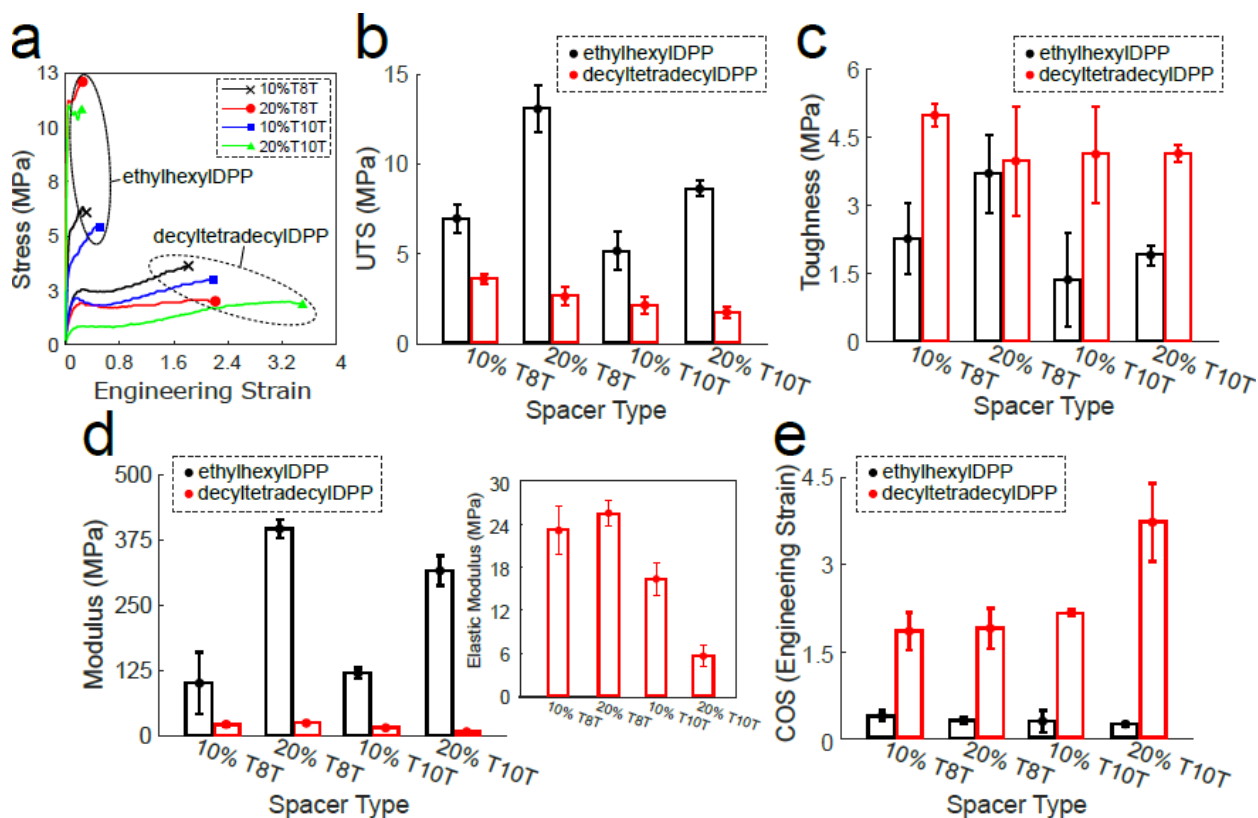 a
13
10
8
5
3
0
0
0.8
1.6
2.4
3.2
4
Stress (MPa)
Engineering Strain
10%T8T
20%T8T
10%T10T
20%T10T
ethylhexylDPP
decyltetradecylDPP
b
ethylhexylDPP
decyltetradecylDPP
15
10
5
0
UTS (MPa)
10% T8T
20% T8T
10% T10T
20% T10T
Spacer Type
c
ethylhexylDPP
decyltetradecylDPP
6
4.5
3
1.5
0
Toughness (MPa)
10% T8T
20% T8T
10% T10T
20% T10T
Spacer Type
d
ethylhexylDPP
decyltetradecylDPP
500
375
250
125
0
Modulus (MPa)
10% T8T
20% T8T
10% T10T
20% T10T
Spacer Type
30
24
18
12
6
0
Elastic Modulus (MPa)
10% T8T
20% T8T
10% T10T
20% T10T
e
ethylhexylDPP
decyltetradecylDPP
4.5
3
1.5
0
COS (Engineering Strain)
10% T8T
20% T8T
10% T10T
20% T10T
Spacer Type